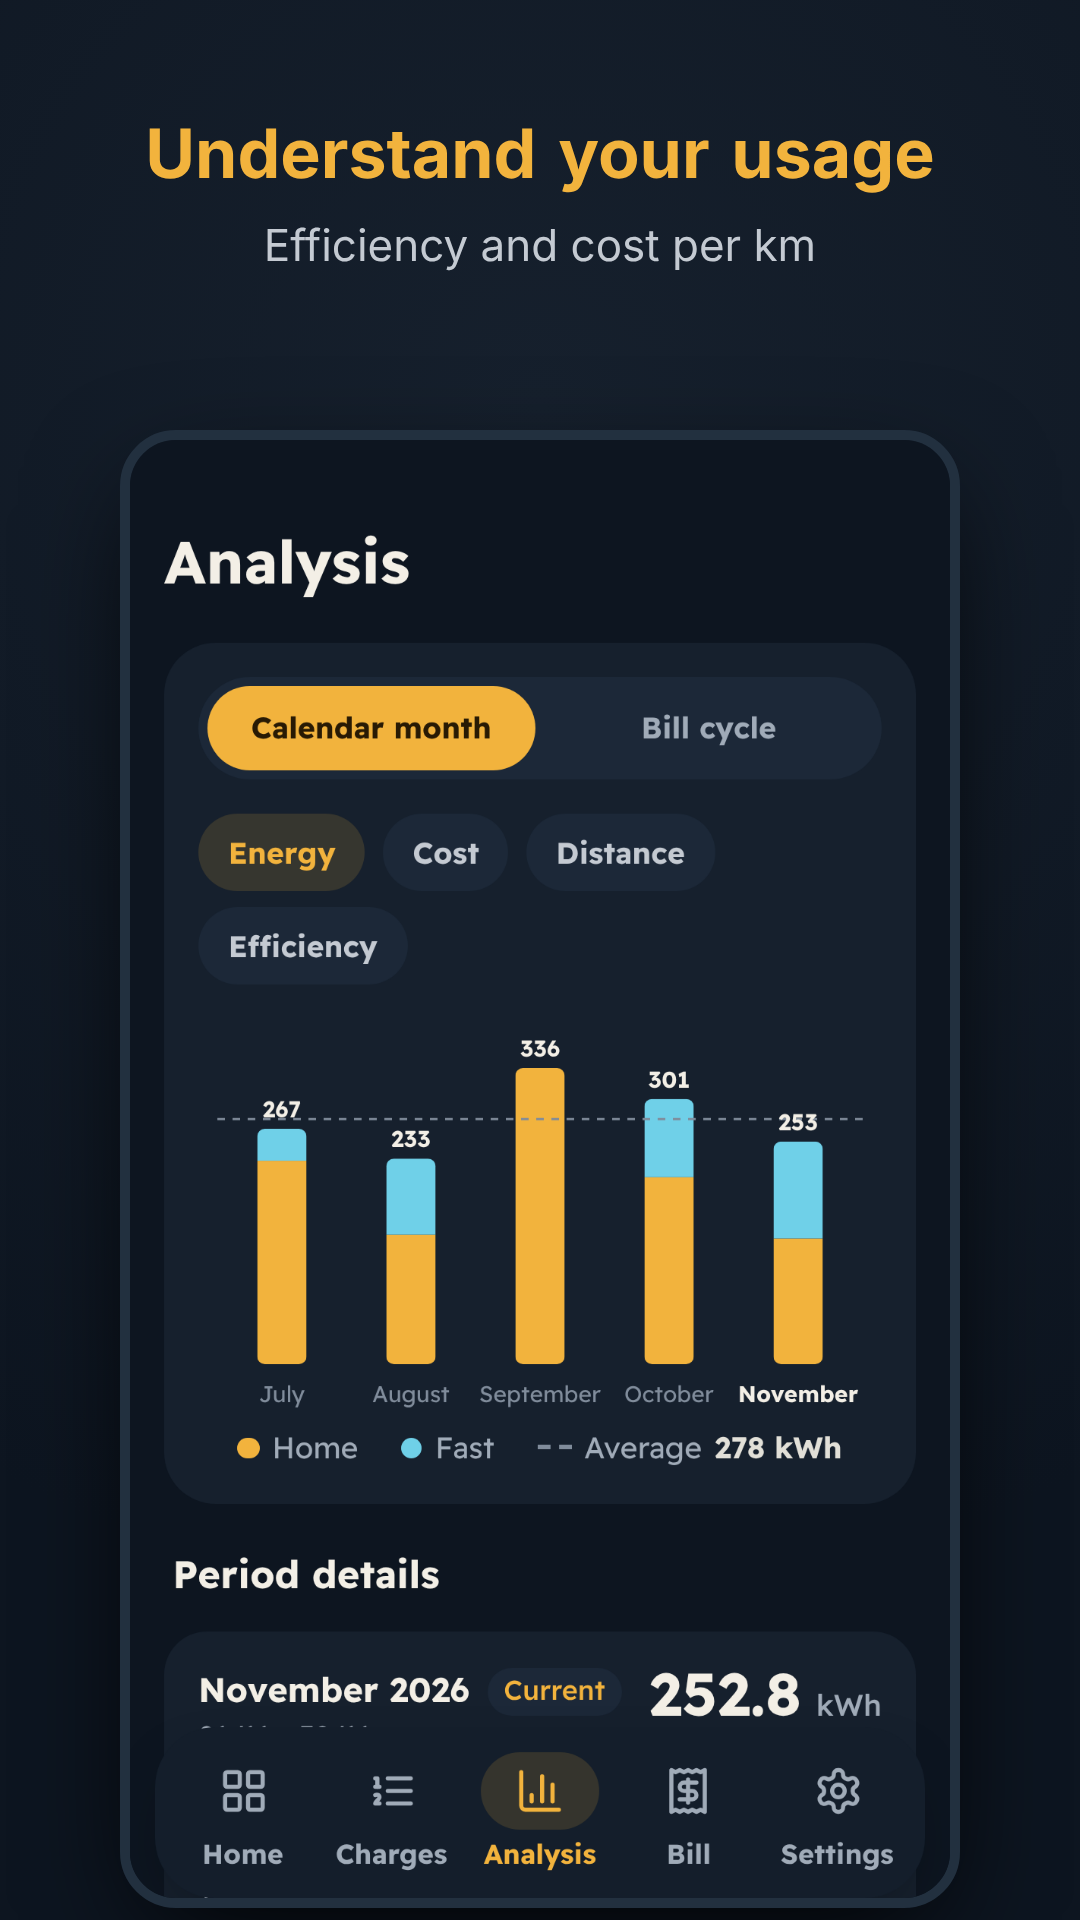 Understand your usage
Efficiency and cost per km
Analysis
Calendar month Bill cycle
Energy Cost Distance
Efficiency
336
301
267
253
233
July August September October November
Home Fast Average 278 kWh
Period details
November 2026 Current 252.8 kWh
Home Charges Analysis Bill Settings